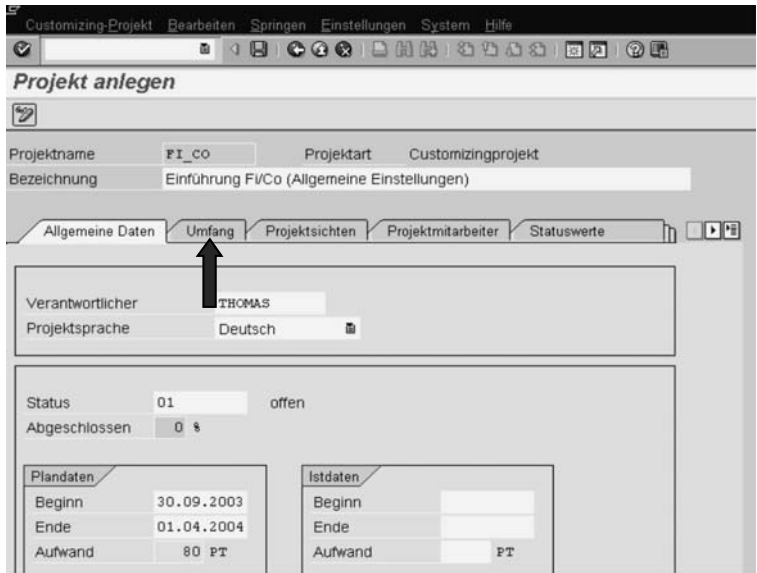 Customizing-Projekt Bearbeiten Springen Einstellungen System Hilfe
Projekt anlegen
Projektname FI_CO Projektart Customizingprojekt
Bezeichnung Einführung Fi/Co (Allgemeine Einstellungen)
Allgemeine Daten Umfang Projektsichten Projektmitarbeiter Statuswerte
Verantwortlicher THOMAS
Projektsprache Deutsch
Status 01 offen
Abgeschlossen 0 %
Plandaten Istdaten
Beginn 30.09.2003 Beginn
Ende 01.04.2004 Ende
Aufwand 80 PT Aufwand PT